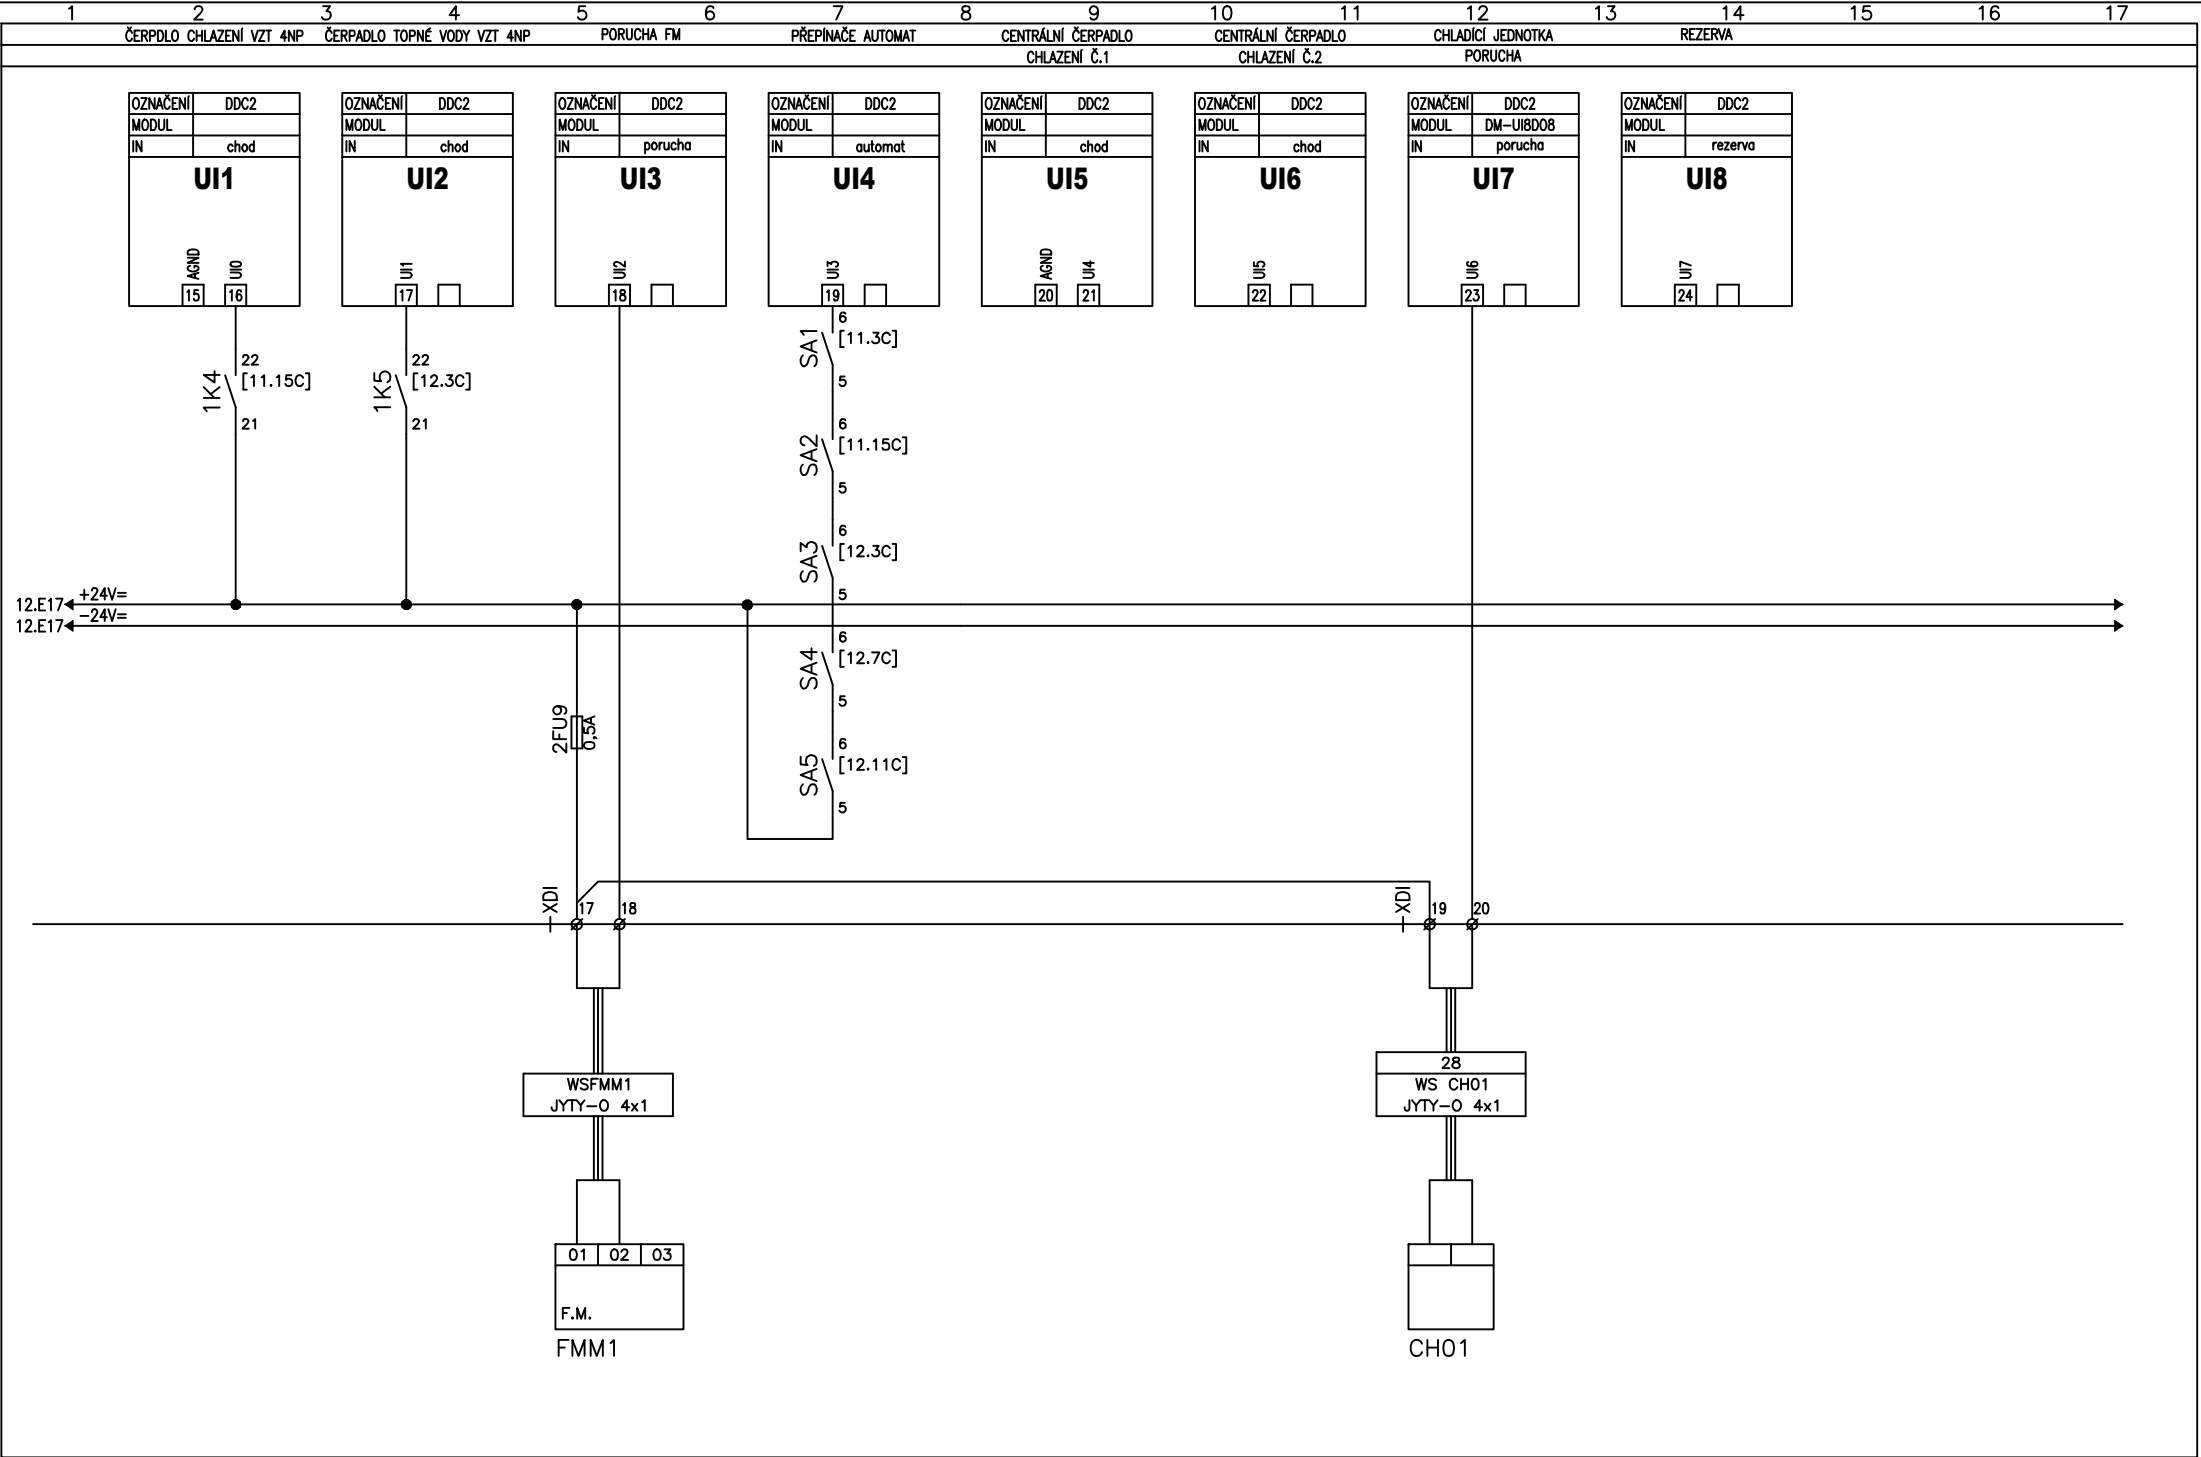 1 2 3 4 5 6 7 8 9 10 11 12 13 14 15 16 17
ČERPDLO CHLAZENÍ VZT 4NP ČERPADLO TOPNÉ VODY VZT 4NP PORUCHA FM PŘEPÍNAČE AUTOMAT CENTRÁLNÍ ČERPADLO CENTRÁLNÍ ČERPADLO CHLADÍCÍ JEDNOTKA REZERVA
CHLAZENÍ Č.1 CHLAZENÍ Č.2 PORUCHA
OZNAČENÍ DDC2 OZNAČENÍ DDC2 OZNAČENÍ DDC2 OZNAČENÍ DDC2 OZNAČENÍ DDC2 OZNAČENÍ DDC2 OZNAČENÍ DDC2 OZNAČENÍ DDC2
MODUL MODUL MODUL MODUL MODUL MODUL MODUL DM-UI8DO8 MODUL
IN chod IN chod IN porucha IN automat IN chod IN chod IN porucha IN rezerva
UI1 UI2 UI3 UI4 UI5 UI6 UI7 UI8
AGND UI0 UI1 UI2 UI3 AGND UI4 UI5 UI6 UI7
15 16 17 18 19 20 21 22 23 24
6
SA1 [11.3C]
5
22 22
1K4 [11.15C] 1K5 [12.3C]
21 21
6
SA2 [11.15C]
5
6
SA3 [12.3C]
5
12.E17 +24V=
12.E17 -24V=
6
SA4 [12.7C]
5
2FU9 0,5A
6
SA5 [12.11C]
5
XDI 17 18 XDI 19 20
28
WSFMM1 WS CH01
JYTY-O 4x1 JYTY-O 4x1
01 02 03
F.M.
FMM1 CH01